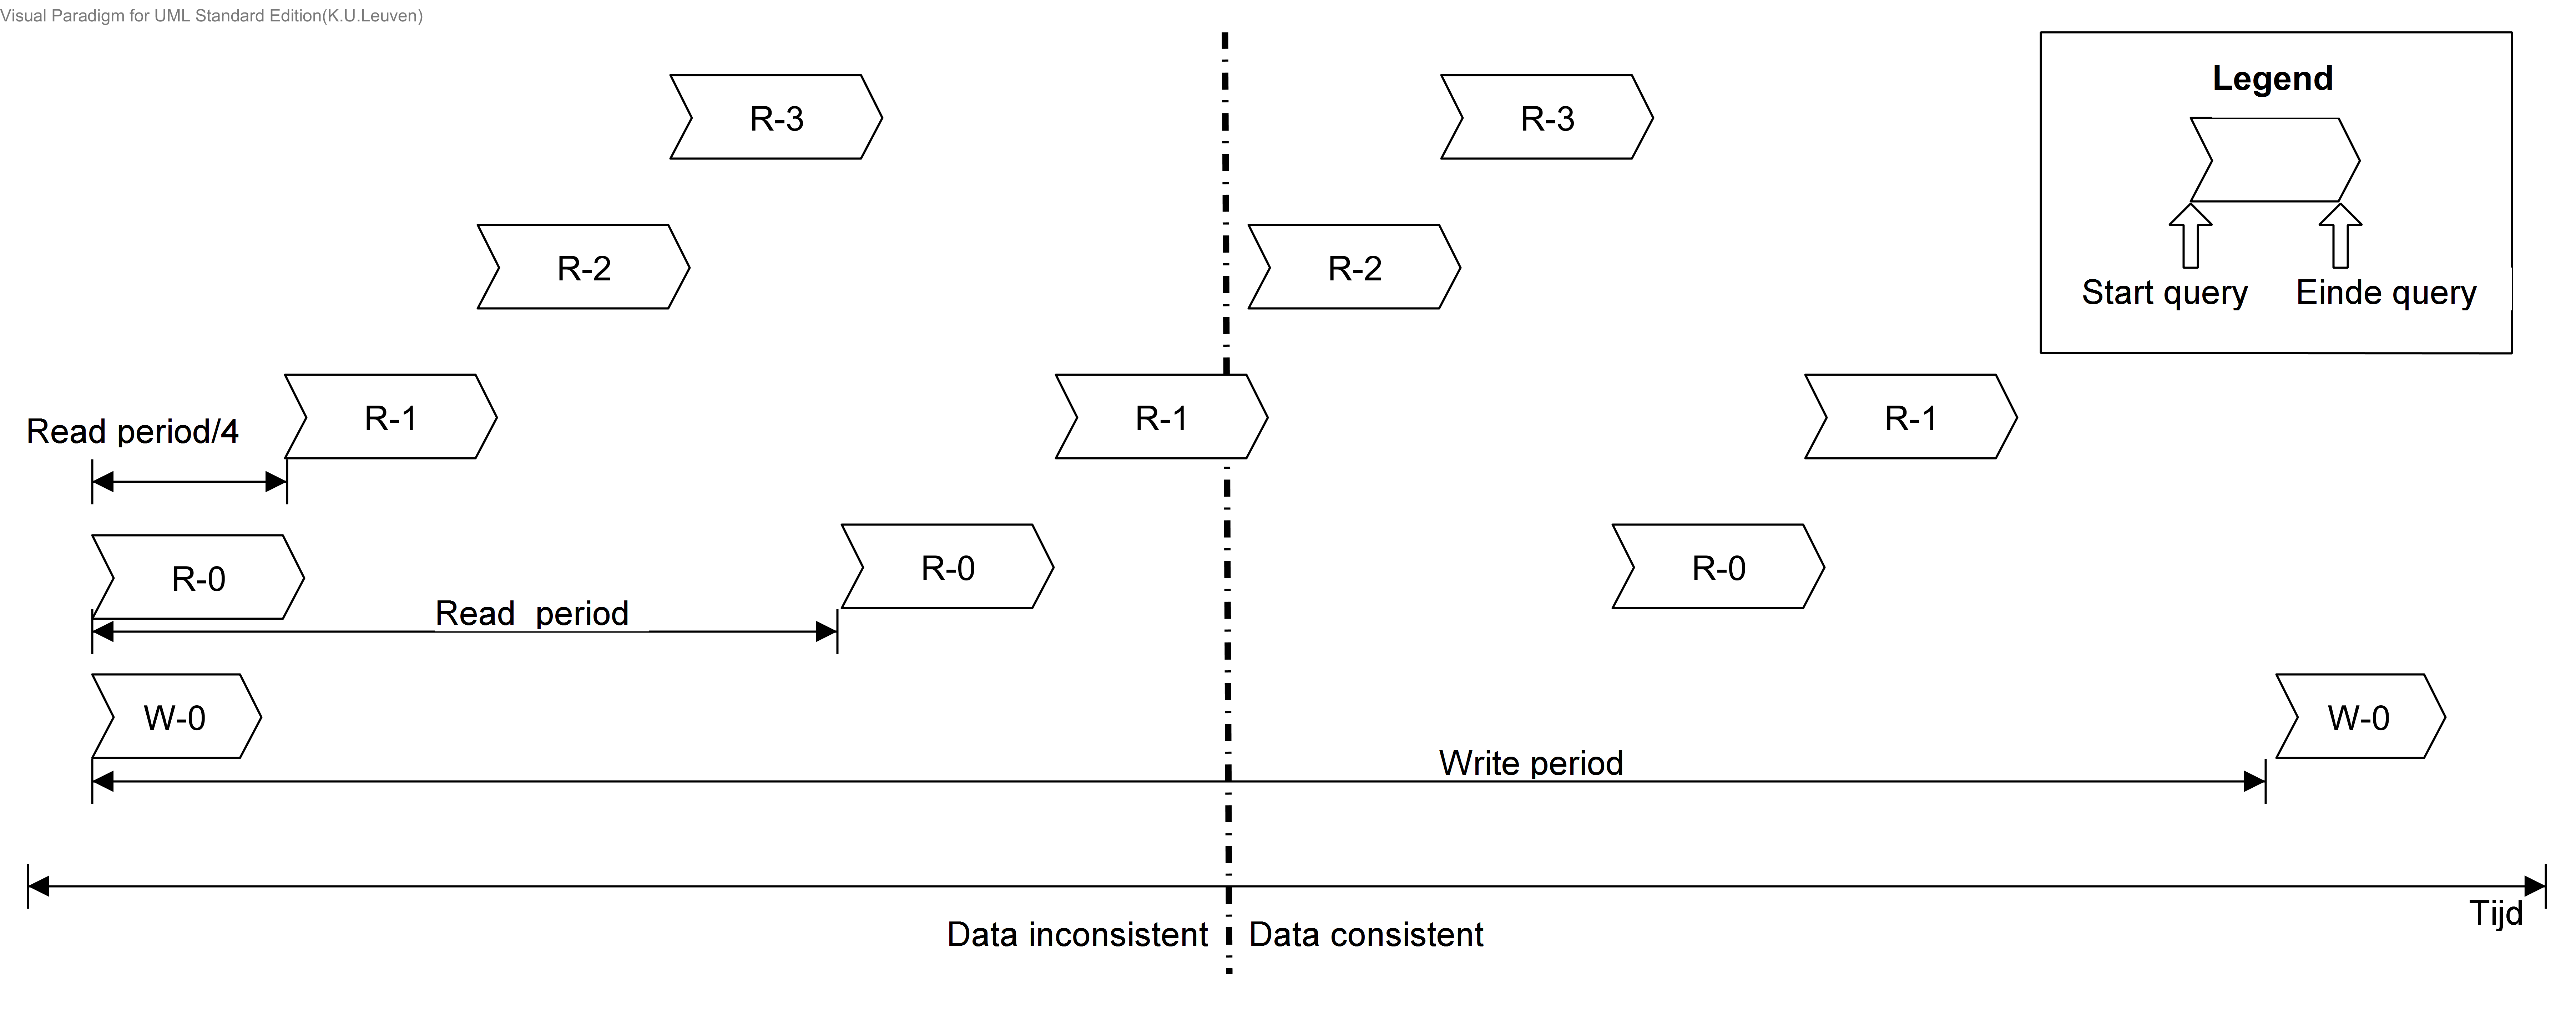 Visual Paradigm for UML Standard Edition(K.U.Leuven)
Legend
R-3
R-3
R-2
R-2
Start query
Einde query
R-1
R-1
R-1
Read period/4
R-0
R-0
R-0
Read  period
W-0
W-0
Write period
Tijd
Data inconsistent
Data consistent